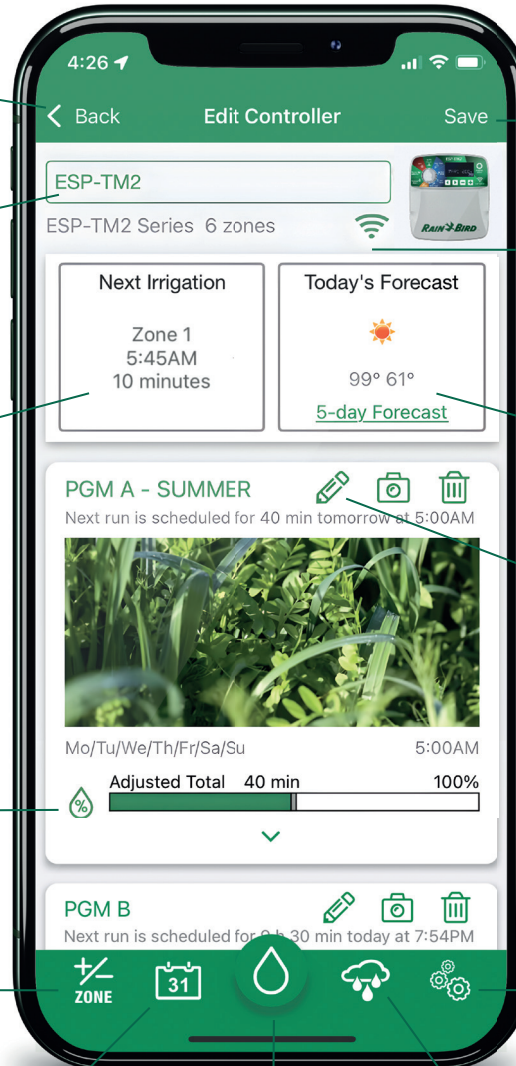 4:26
Back Edit Controller Save
ESP-TM2
ESP-TM2 Series 6 zones
RAIN BIRD
Next Irrigation
Zone 1
5:45AM
10 minutes
Today's Forecast
99° 61°
5-day Forecast
PGM A - SUMMER
Next run is scheduled for 40 min tomorrow at 5:00AM
Mo/Tu/We/Th/Fr/Sa/Su 5:00AM
Adjusted Total 40 min 100%
%
PGM B
Next run is scheduled for h 30 min today at 7:54PM
+/- ZONE
31